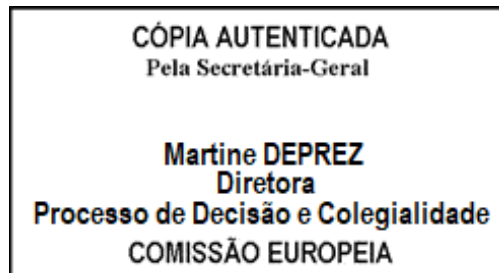 CÓPIA AUTENTICADA
Pela Secretária-Geral
Martine DEPREZ
Diretora
Processo de Decisão e Colegialidade
COMISSÃO EUROPEIA